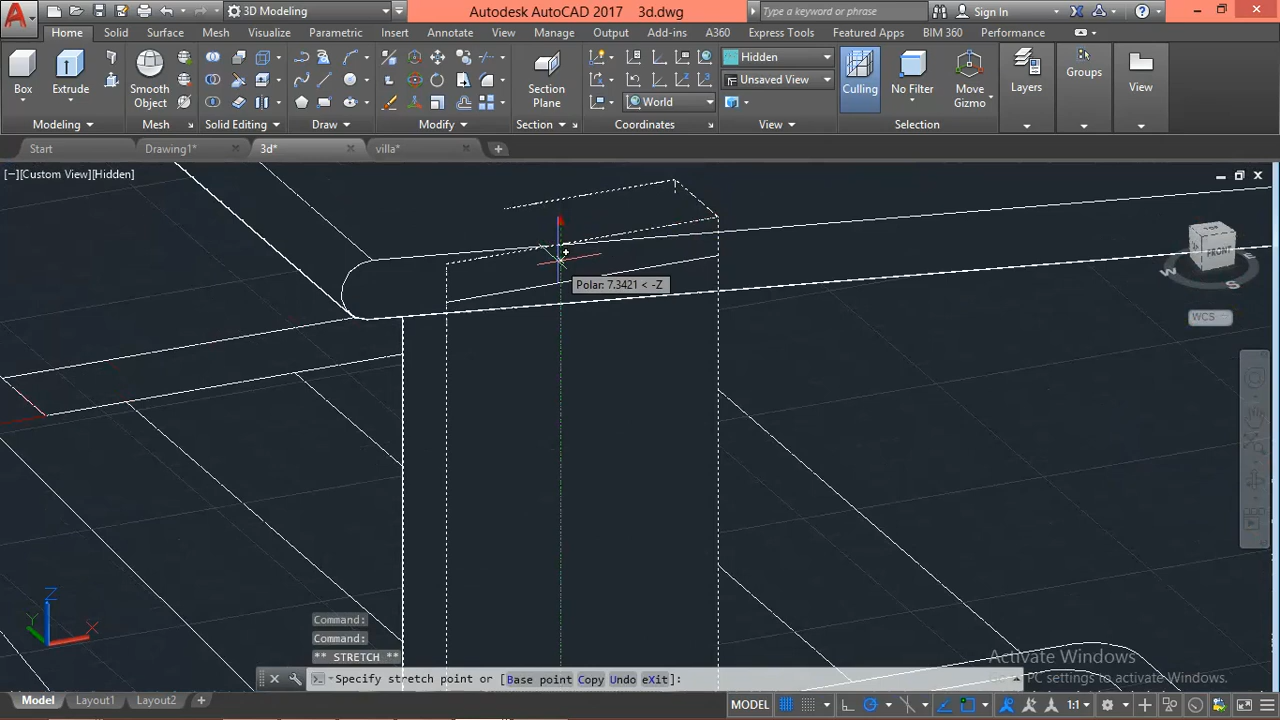 3D Modeling
Autodesk AutoCAD 2017 3d.dwg
Type a keyword or phrase
Sign In
Home Solid Surface Mesh Visualize Parametric Insert Annotate View Manage Output Add-ins A360 Express Tools Featured Apps BIM 360 Performance
Box
Extrude
Smooth
Object
Section
Plane
Hidden
Unsaved View
World
Culling
No Filter
Move
Gizmo
Layers
Groups
View
Modeling Mesh Solid Editing Draw Modify Section Coordinates View Selection
Start Drawing1* 3d* villa*
[−][Custom View][Hidden]
FRONT
W
S
WCS
Polar: 7.3421 < -Z
Z
Y
X
Command:
Command:
** STRETCH **
Specify stretch point or [Base point Copy Undo eXit]:
Activate Windows
PC settings to activate Windows.
Model Layout1 Layout2
MODEL
1:1